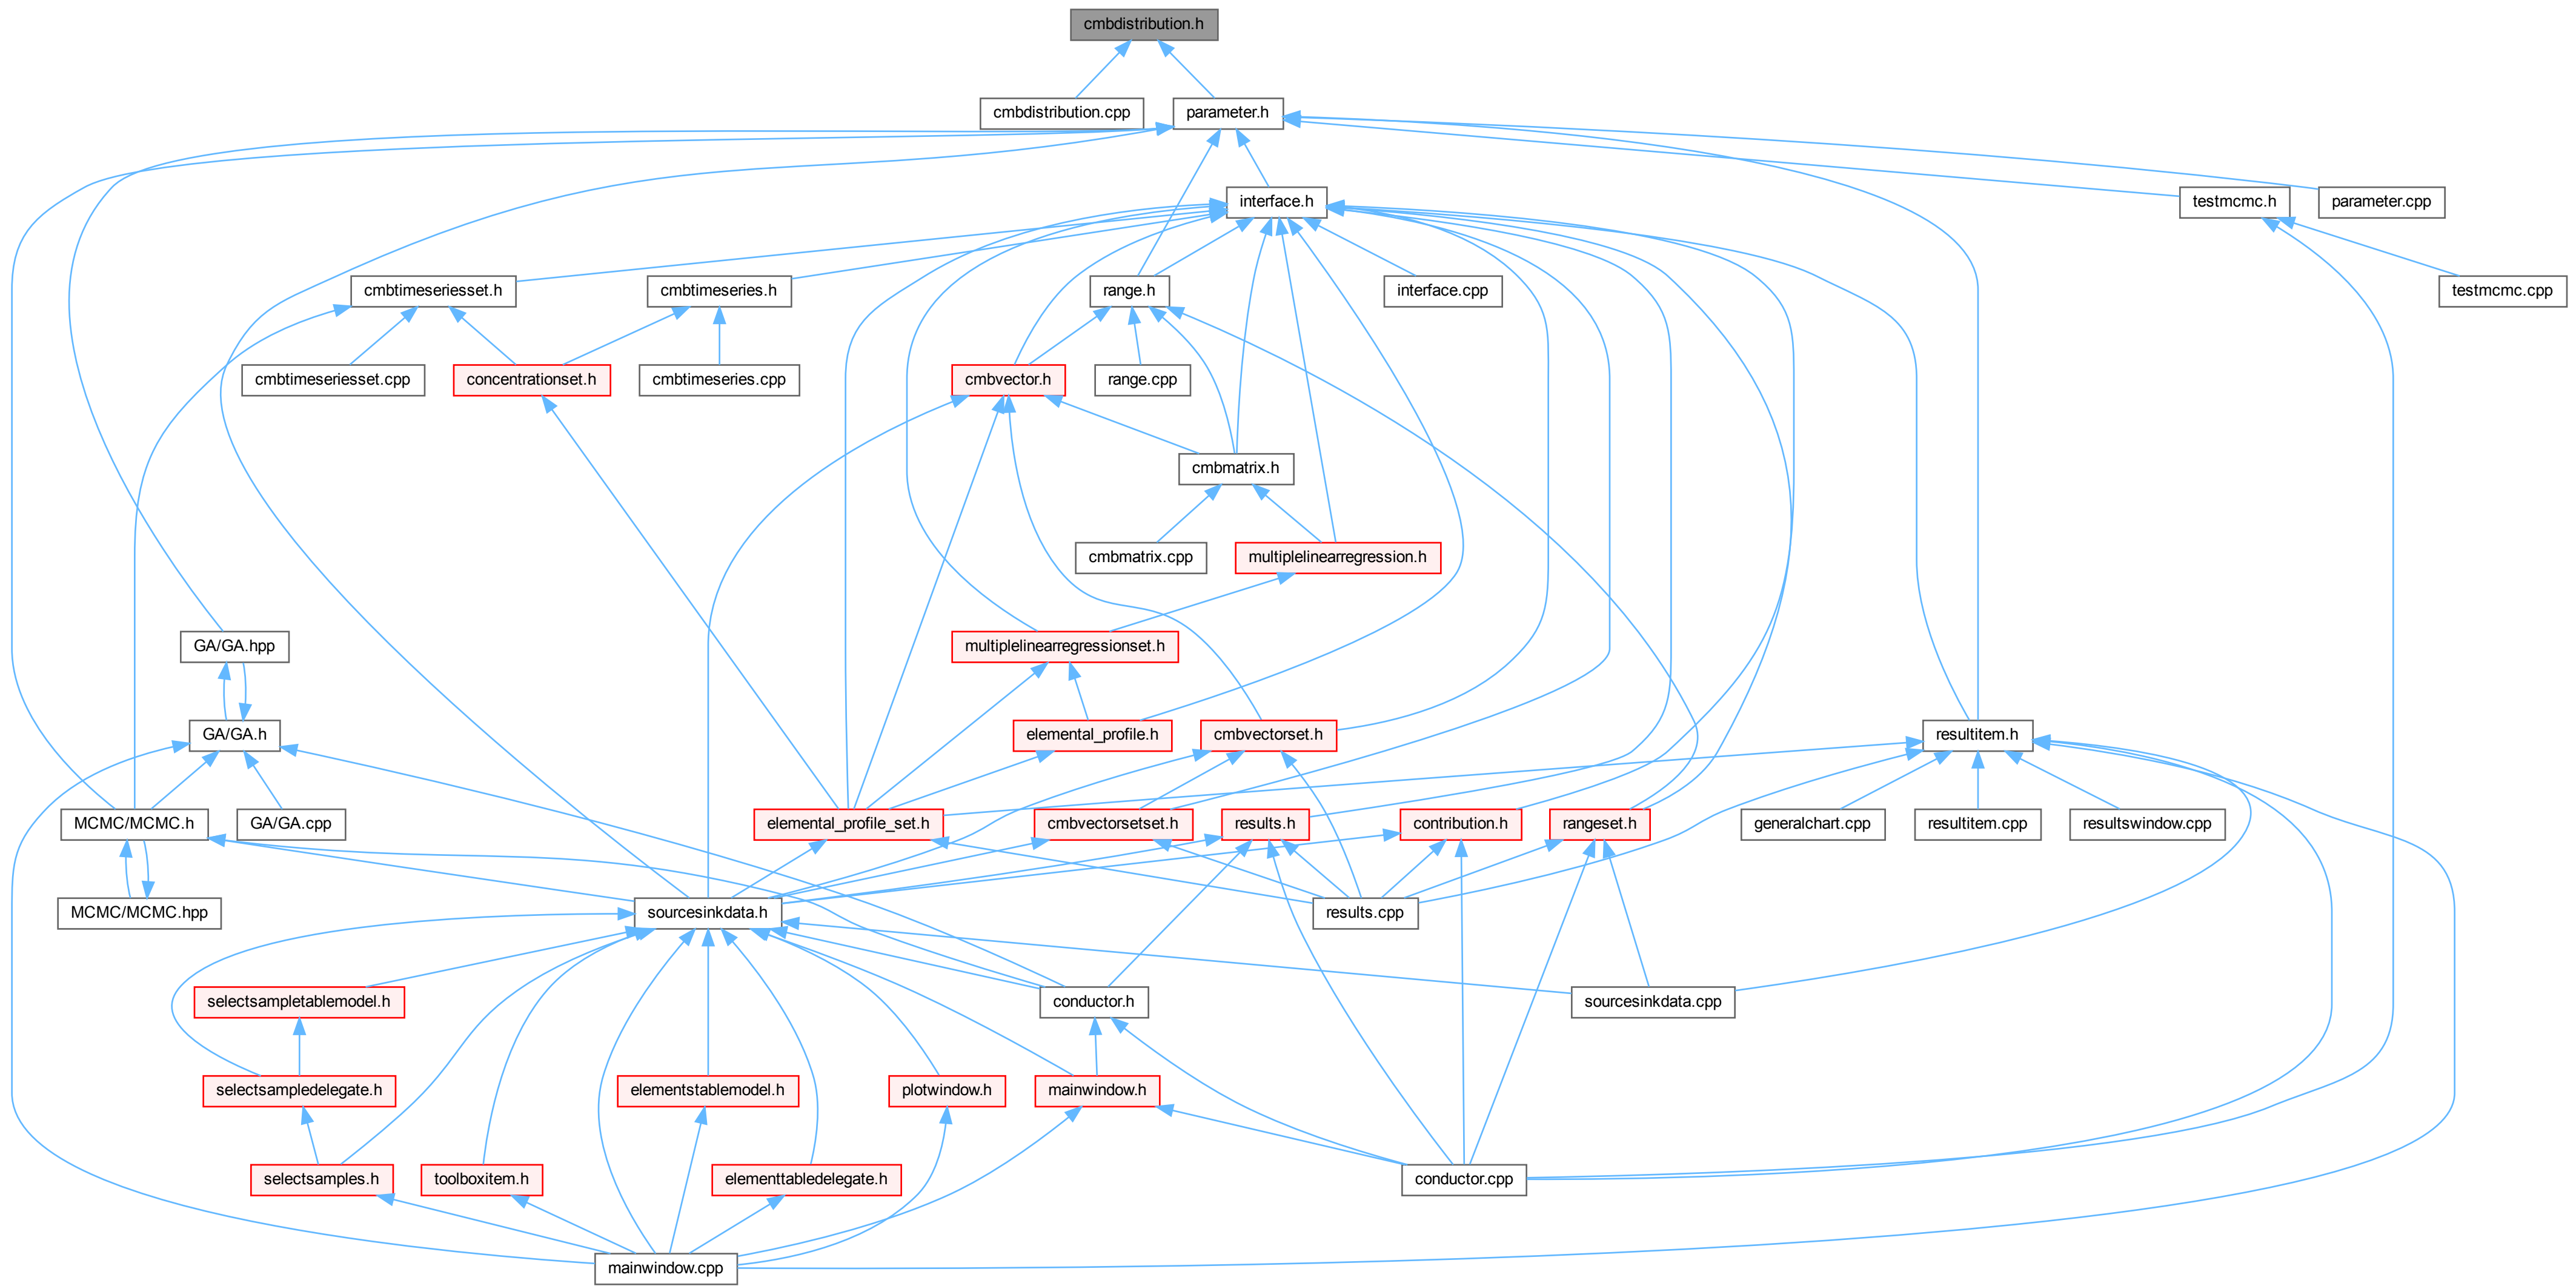 cmbdistribution.h
cmbdistribution.cpp
parameter.h
interface.h
testmcmc.h
parameter.cpp
cmbtimeseriesset.h
cmbtimeseries.h
range.h
interface.cpp
testmcmc.cpp
cmbtimeseriesset.cpp
concentrationset.h
cmbtimeseries.cpp
cmbvector.h
range.cpp
cmbmatrix.h
cmbmatrix.cpp
multiplelinearregression.h
GA/GA.hpp
multiplelinearregressionset.h
GA/GA.h
elemental_profile.h
cmbvectorset.h
resultitem.h
MCMC/MCMC.h
GA/GA.cpp
elemental_profile_set.h
cmbvectorsetset.h
results.h
contribution.h
rangeset.h
generalchart.cpp
resultitem.cpp
resultswindow.cpp
MCMC/MCMC.hpp
sourcesinkdata.h
results.cpp
selectsampletablemodel.h
conductor.h
sourcesinkdata.cpp
selectsampledelegate.h
elementstablemodel.h
plotwindow.h
mainwindow.h
selectsamples.h
toolboxitem.h
elementtabledelegate.h
conductor.cpp
mainwindow.cpp